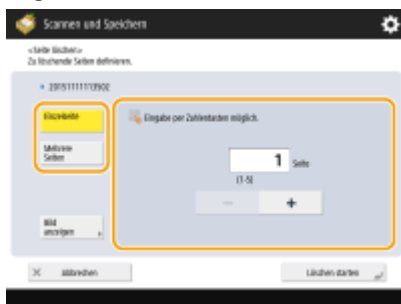 Scannen und Speichern
<Seite löschen>
Zu löschende Seiten definieren.
20151111113502
Einzelseite
Eingabe per Zahlentasten möglich.
Mehrere
Seiten
1 Seite
(1-5)
— +
Bild
anzeigen
× Abbrechen
Löschen starten